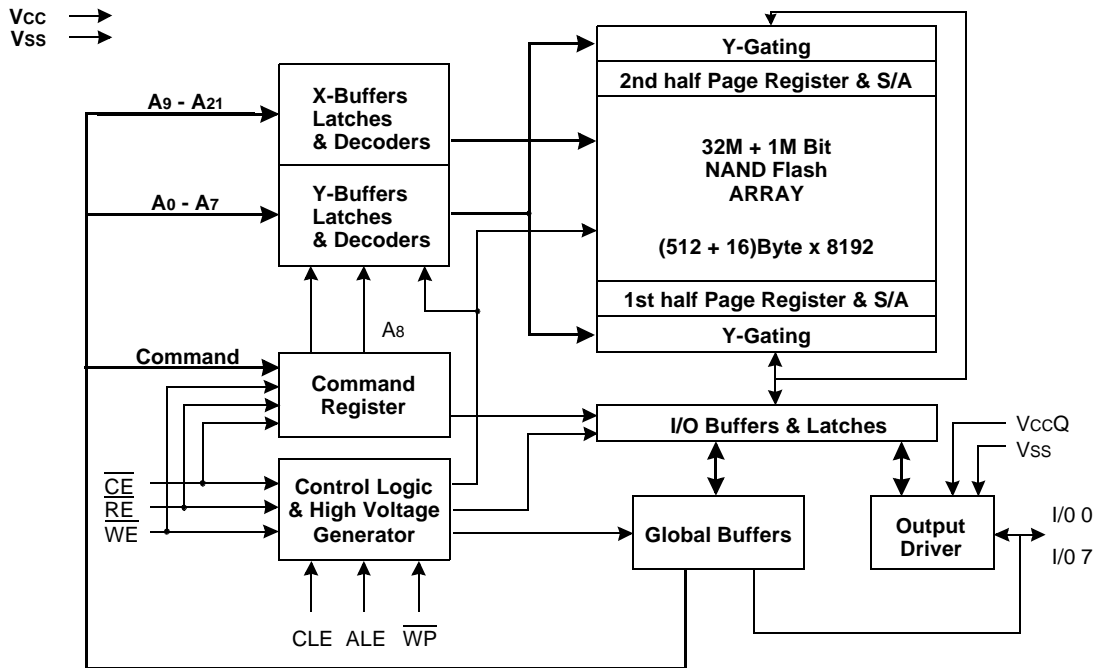 VCC
VSS
A9 - A21
X-Buffers
Latches
& Decoders
A0 - A7
Y-Buffers
Latches
& Decoders
A8
Y-Gating
2nd half Page Register & S/A
32M + 1M Bit
NAND Flash
ARRAY
(512 + 16)Byte x 8192
1st half Page Register & S/A
Y-Gating
Command
Command
Register
I/O Buffers & Latches
VCCQ
VSS
CE
RE
WE
Control Logic
& High Voltage
Generator
Global Buffers
Output
Driver
I/0 0
I/0 7
CLE
ALE
WP